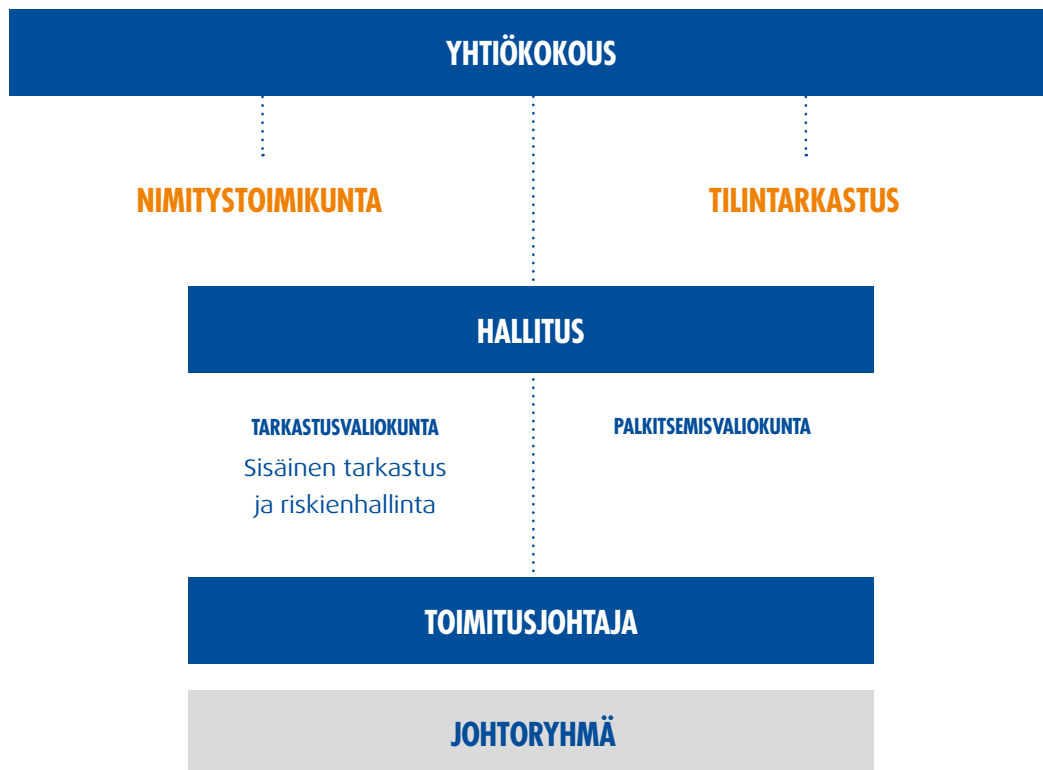 YHTIÖKOKOUS
NIMITYSTOIMIKUNTA
TILINTARKASTUS
HALLITUS
TARKASTUSVALIOKUNTA
Sisäinen tarkastus
ja riskienhallinta
PALKITSEMISVALIOKUNTA
TOIMITUSJOHTAJA
JOHTORYHMÄ